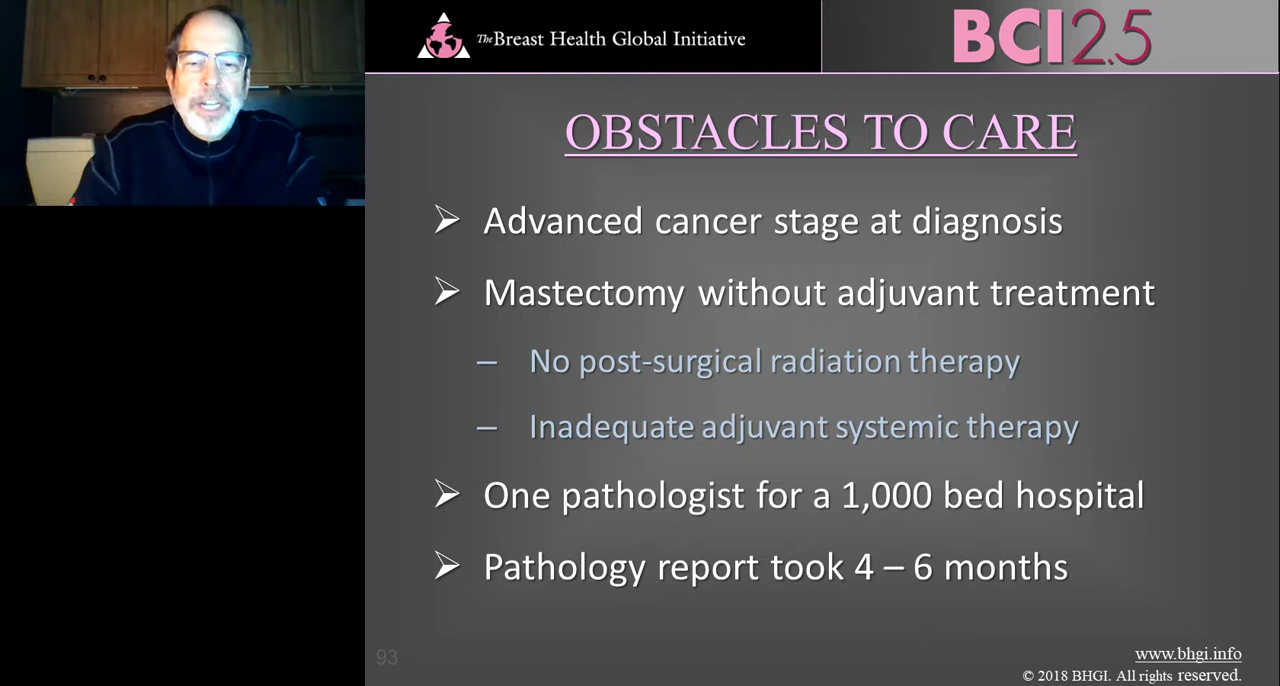 The Breast Health Global Initiative
BCI2.5
OBSTACLES TO CARE
➢ Advanced cancer stage at diagnosis
➢ Mastectomy without adjuvant treatment
– No post-surgical radiation therapy
– Inadequate adjuvant systemic therapy
➢ One pathologist for a 1,000 bed hospital
➢ Pathology report took 4 – 6 months
93
www.bhgi.info
© 2018 BHGI. All rights reserved.